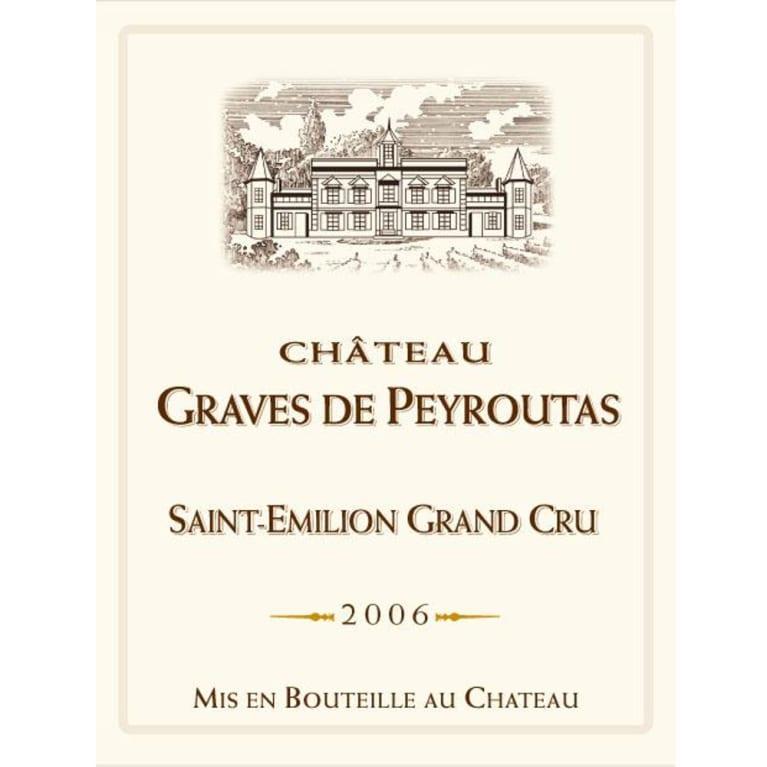 CHÂTEAU
GRAVES DE PEYROUTAS
SAINT-EMILION GRAND CRU
2006
MIS EN BOUTEILLE AU CHATEAU